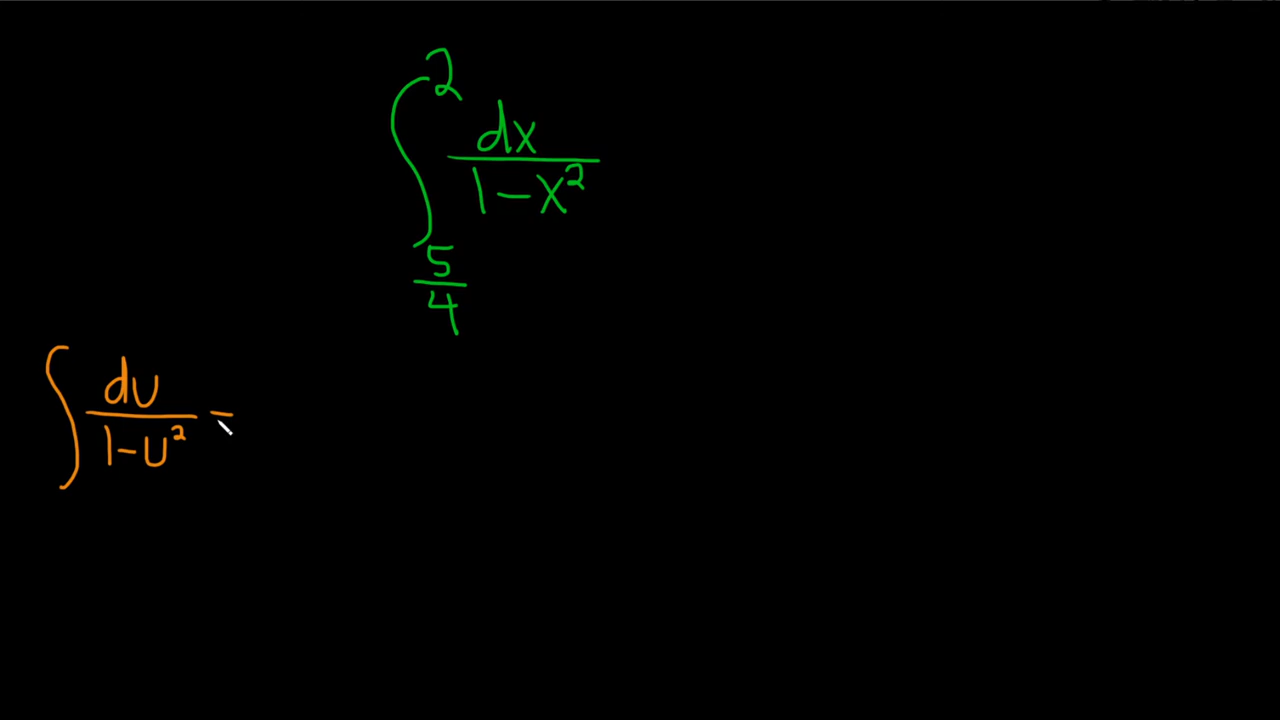 ∫_{5/4}^{2} dx/(1-x²)
∫ du/(1-u²) =